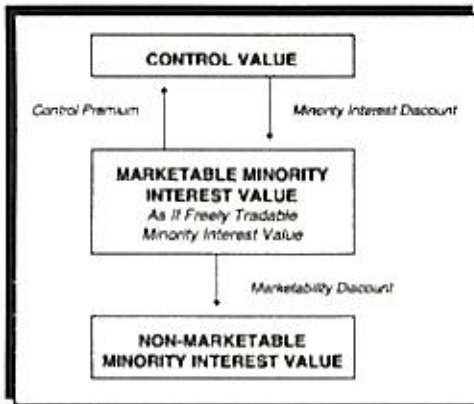 CONTROL VALUE
Control Premium
Minority Interest Discount
MARKETABLE MINORITY
INTEREST VALUE
As If Freely Tradable
Minority Interest Value
Marketability Discount
NON-MARKETABLE
MINORITY INTEREST VALUE